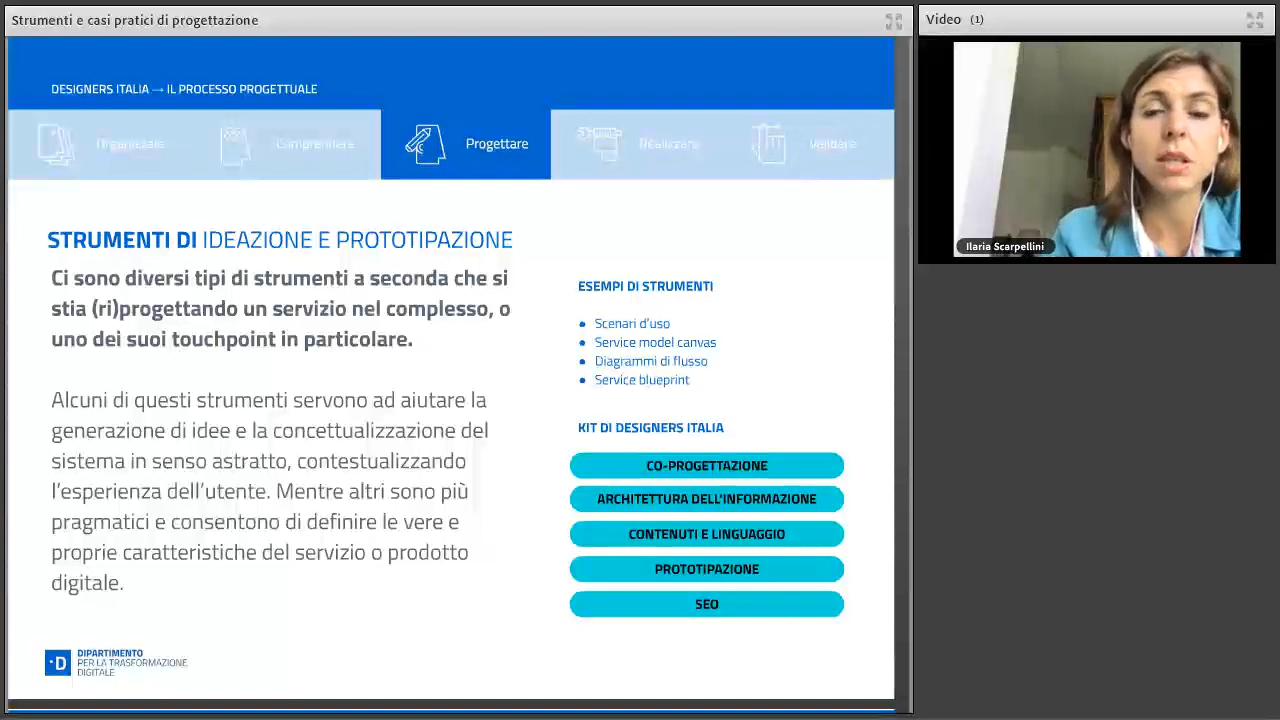 Strumenti e casi pratici di progettazione
Video (1)
DESIGNERS ITALIA → IL PROCESSO PROGETTUALE
Organizzare
Comprendere
Progettare
Realizzare
Validare
Ilaria Scarpellini
STRUMENTI DI IDEAZIONE E PROTOTIPAZIONE
Ci sono diversi tipi di strumenti a seconda che si
stia (ri)progettando un servizio nel complesso, o
uno dei suoi touchpoint in particolare.
Alcuni di questi strumenti servono ad aiutare la
generazione di idee e la concettualizzazione del
sistema in senso astratto, contestualizzando
l'esperienza dell'utente. Mentre altri sono più
pragmatici e consentono di definire le vere e
proprie caratteristiche del servizio o prodotto
digitale.
ESEMPI DI STRUMENTI
● Scenari d'uso
● Service model canvas
● Diagrammi di flusso
● Service blueprint
KIT DI DESIGNERS ITALIA
CO-PROGETTAZIONE
ARCHITETTURA DELL'INFORMAZIONE
CONTENUTI E LINGUAGGIO
PROTOTIPAZIONE
SEO
·D
DIPARTIMENTO
PER LA TRASFORMAZIONE
DIGITALE